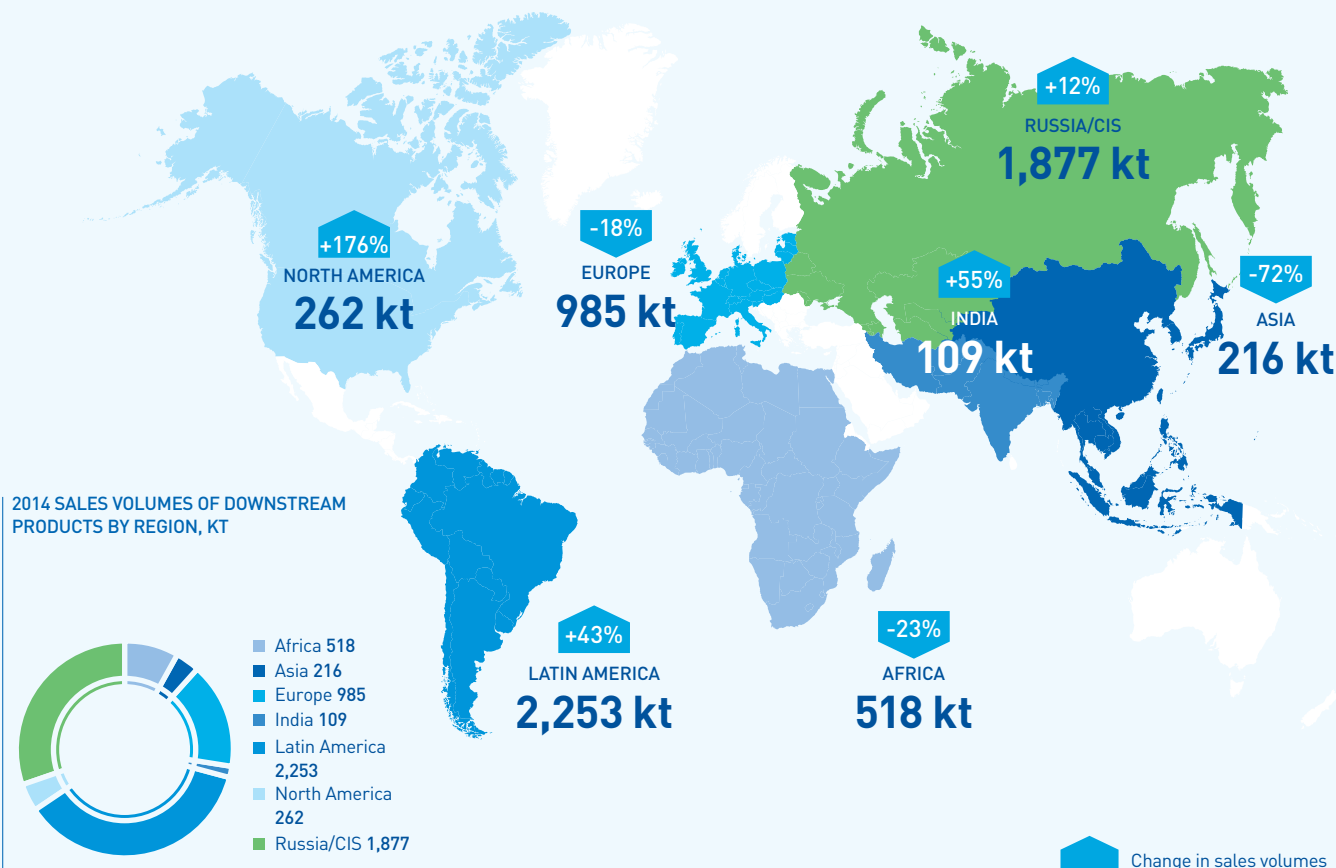 +12%
RUSSIA/CIS
1,877 kt
+176%
NORTH AMERICA
262 kt
-18%
EUROPE
985 kt
+55%
INDIA
109 kt
-72%
ASIA
216 kt
2014 SALES VOLUMES OF DOWNSTREAM
PRODUCTS BY REGION, KT
+43%
LATIN AMERICA
2,253 kt
-23%
AFRICA
518 kt
Africa 518
Asia 216
Europe 985
India 109
Latin America
2,253
North America
262
Russia/CIS 1,877
Change in sales volumes